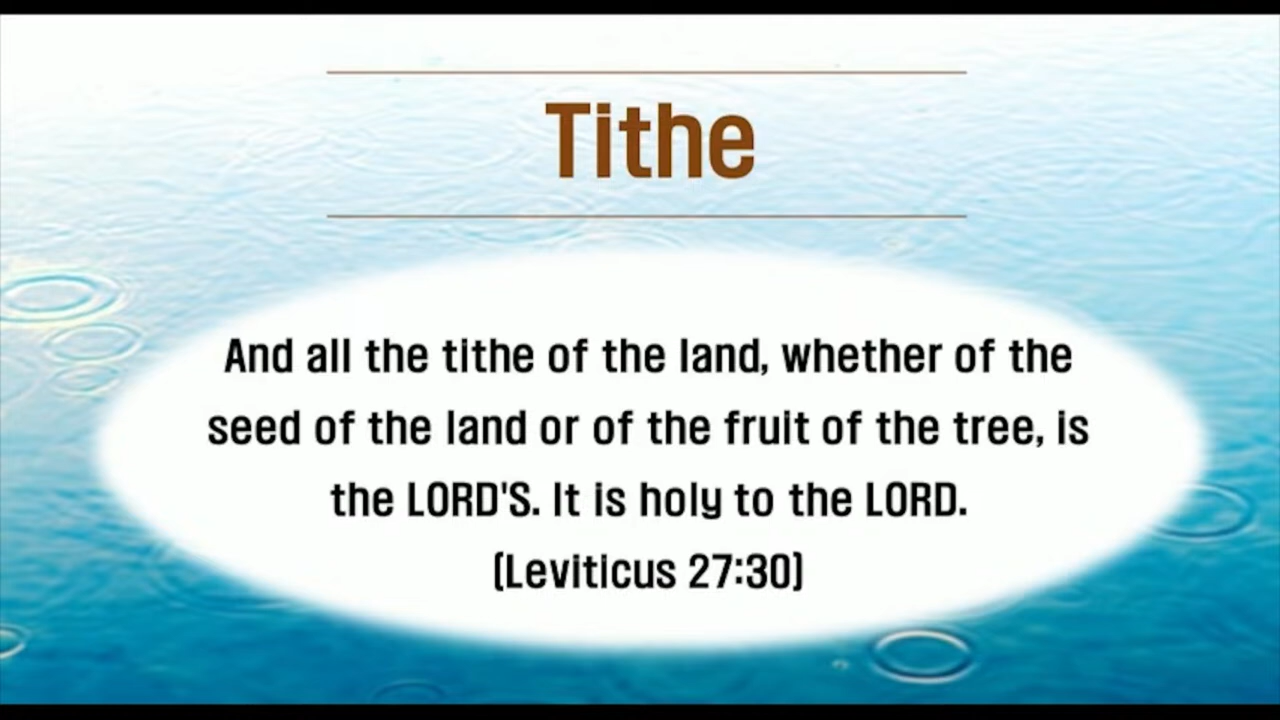 Tithe
And all the tithe of the land, whether of the
seed of the land or of the fruit of the tree, is
the LORD'S. It is holy to the LORD.
(Leviticus 27:30)